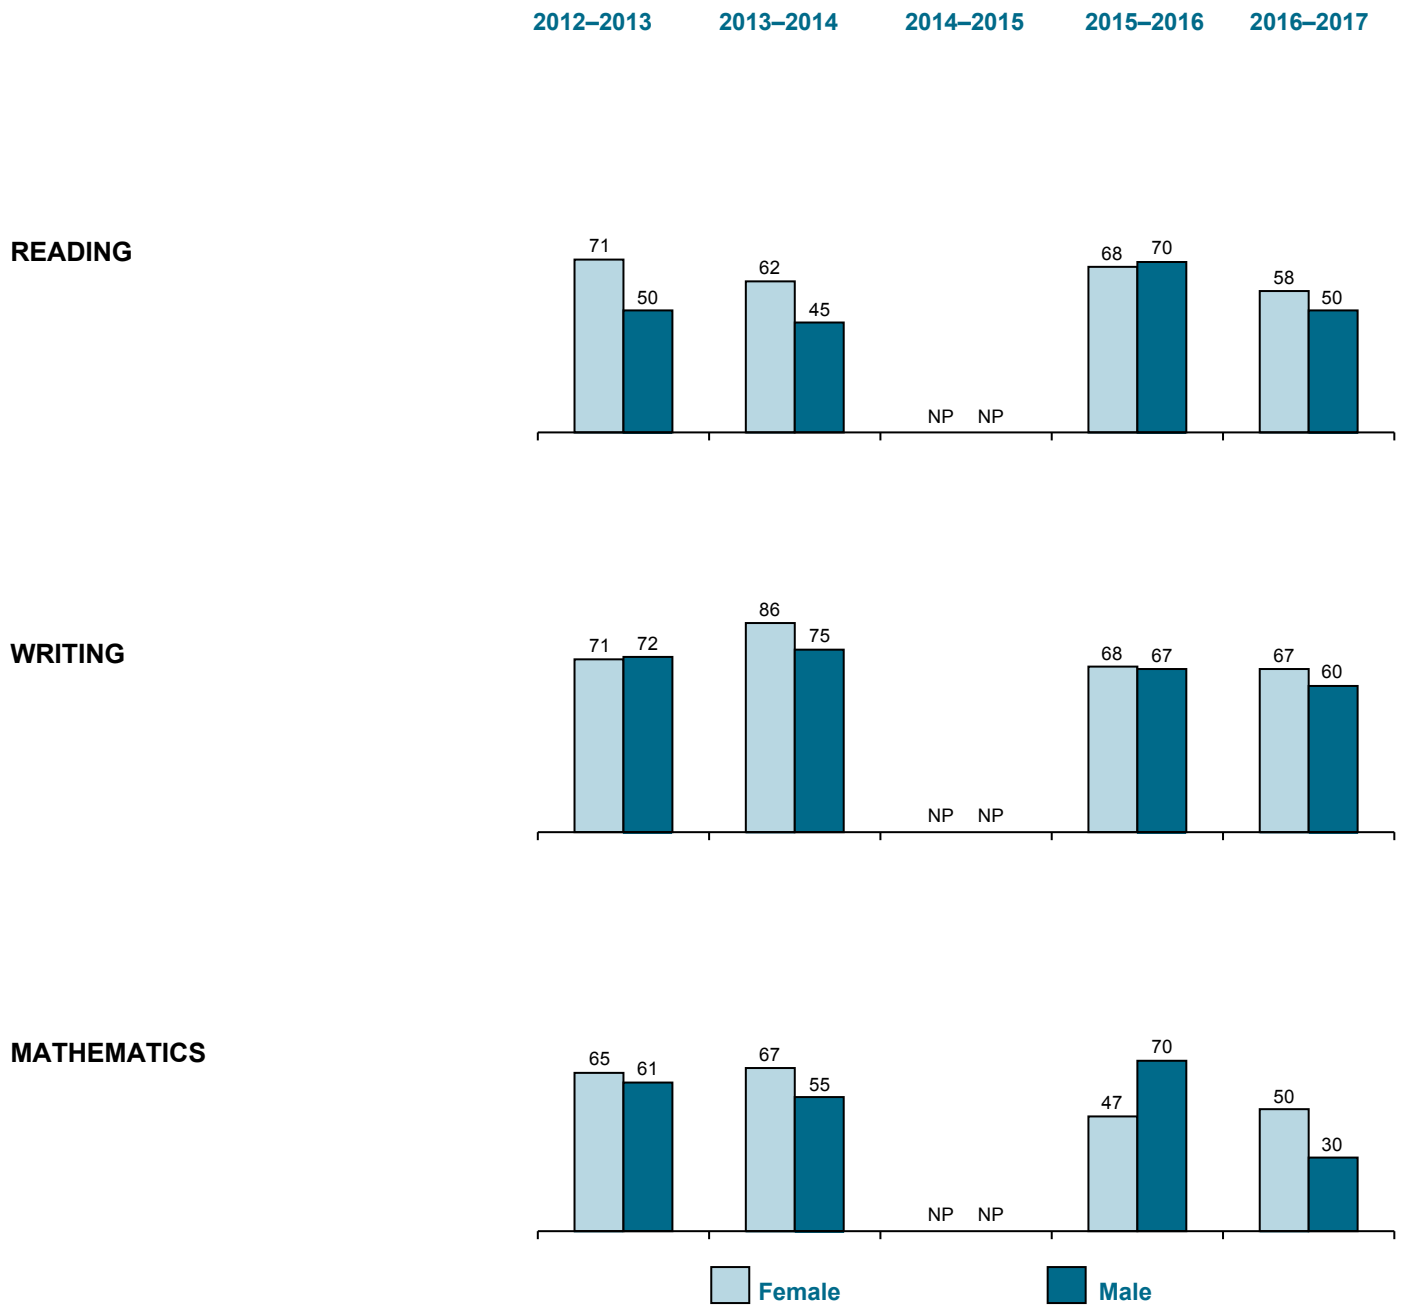 2012–2013 2013–2014 2014–2015 2015–2016 2016–2017
READING
71 50 62 45 NP NP 68 70 58 50
WRITING
71 72 86 75 NP NP 68 67 67 60
MATHEMATICS
65 61 67 55 NP NP 47 70 50 30
Female Male